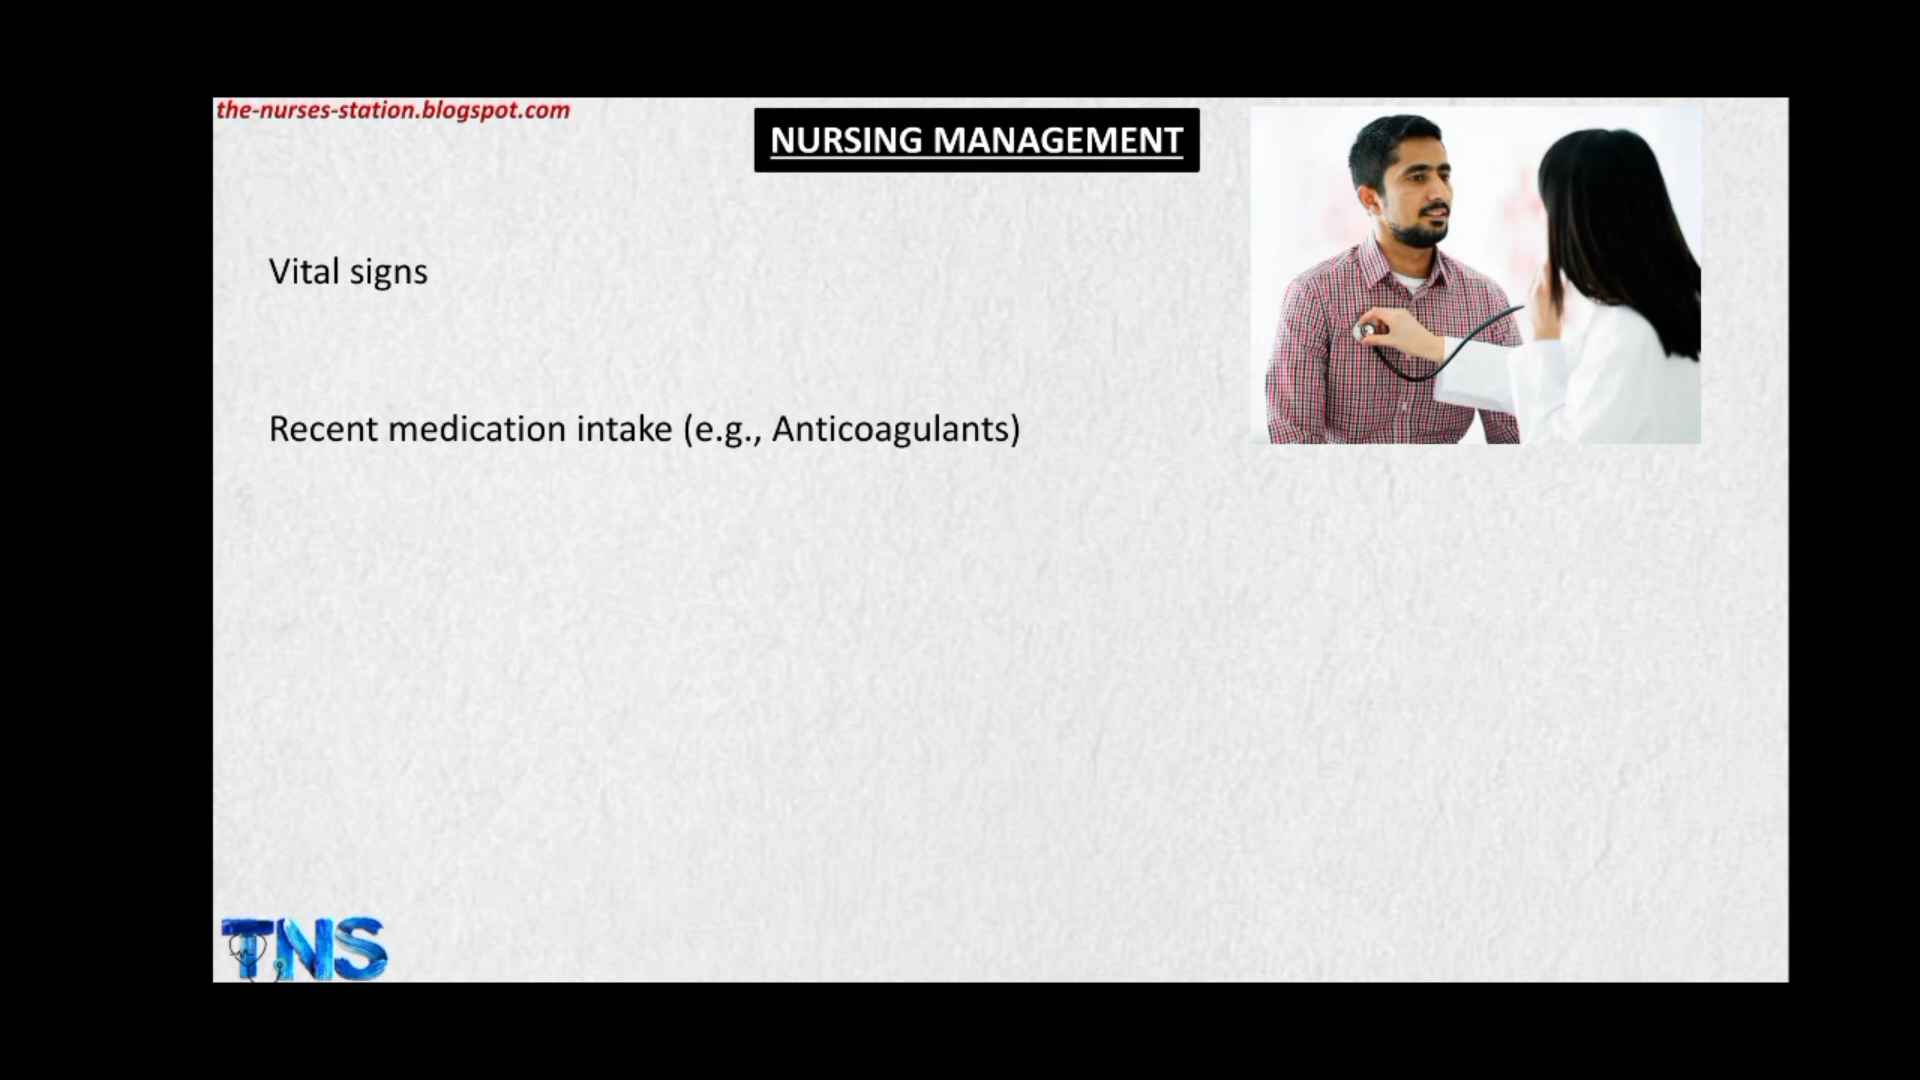 the-nurses-station.blogspot.com
NURSING MANAGEMENT
Vital signs
Recent medication intake (e.g., Anticoagulants)
TNS